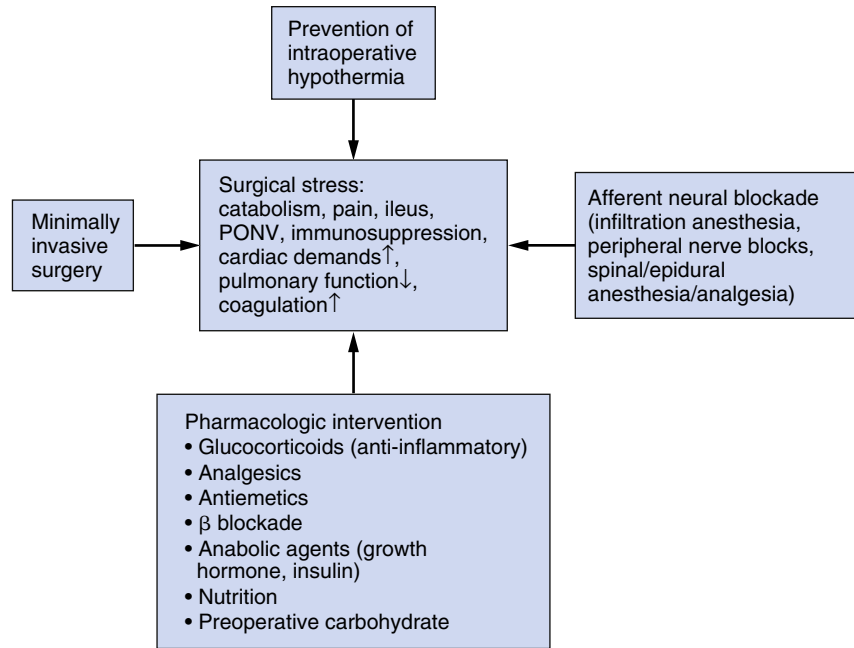 Prevention of
intraoperative
hypothermia
Minimally
invasive
surgery
Surgical stress:
catabolism, pain, ileus,
PONV, immunosuppression,
cardiac demands↑,
pulmonary function↓,
coagulation↑
Afferent neural blockade
(infiltration anesthesia,
peripheral nerve blocks,
spinal/epidural
anesthesia/analgesia)
Pharmacologic intervention
• Glucocorticoids (anti-inflammatory)
• Analgesics
• Antiemetics
• β blockade
• Anabolic agents (growth
hormone, insulin)
• Nutrition
• Preoperative carbohydrate